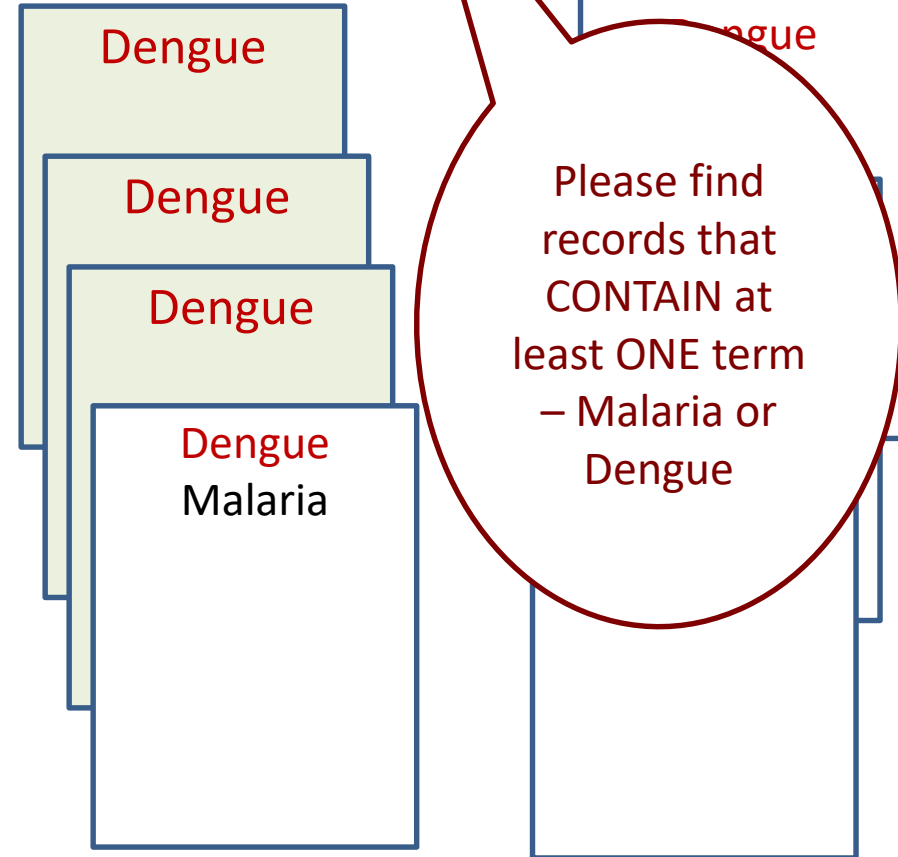 Dengue
Dengue
Dengue
Dengue
Malaria
Please find
records that
CONTAIN at
least ONE term
– Malaria or
Dengue